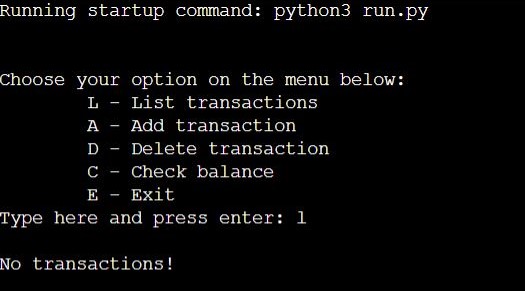 Running startup command: python3 run.py
Choose your option on the menu below:
L - List transactions
A - Add transaction
D - Delete transaction
C - Check balance
E - Exit
Type here and press enter: l
No transactions!